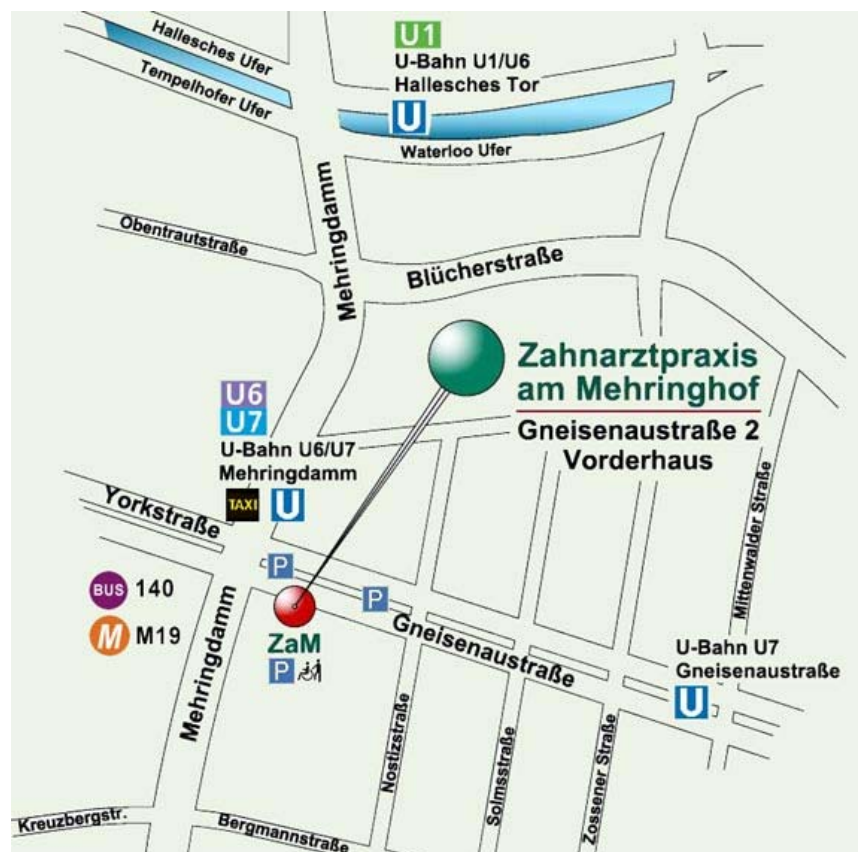 Hallesches Ufer
Tempelhofer Ufer
U1
U-Bahn U1/U6
Hallesches Tor
U
Waterloo Ufer
Mehringdamm
Obentrautstraße
Blücherstraße
Zahnarztpraxis
am Mehringhof
Gneisenaustraße 2
Vorderhaus
U6
U7
U-Bahn U6/U7
Mehringdamm
TAXI U
Yorkstraße
Mittenwalder Straße
P
P
BUS 140
M M19
Mehringdamm
ZaM
P
Gneisenaustraße
U-Bahn U7
Gneisenaustraße
U
Nostizstraße
Solmsstraße
Zossener Straße
Kreuzbergstr.
Bergmannstraße